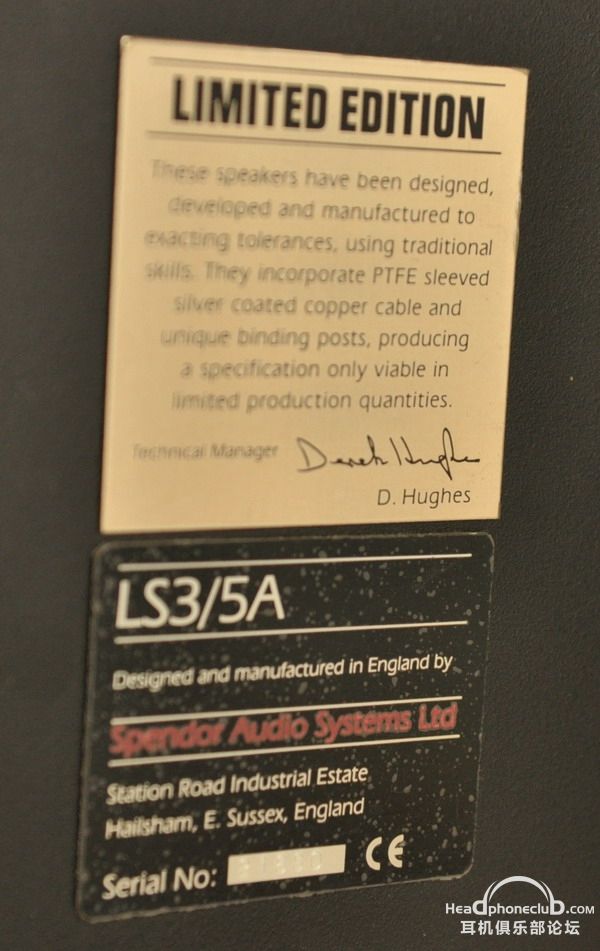 LIMITED EDITION
These speakers have been designed,
developed and manufactured to
exacting tolerances, using traditional
skills. They incorporate PTFE sleeved
silver coated copper cable and
unique binding posts, producing
a specification only viable in
limited production quantities.
Technical Manager Derek Hughes
D. Hughes
LS3/5A
Designed and manufactured in England by
Spendor Audio Systems Ltd
Station Road Industrial Estate
Hailsham, E. Sussex, England
Serial No: CE
HeadphoneclubD.com
耳机俱乐部论坛